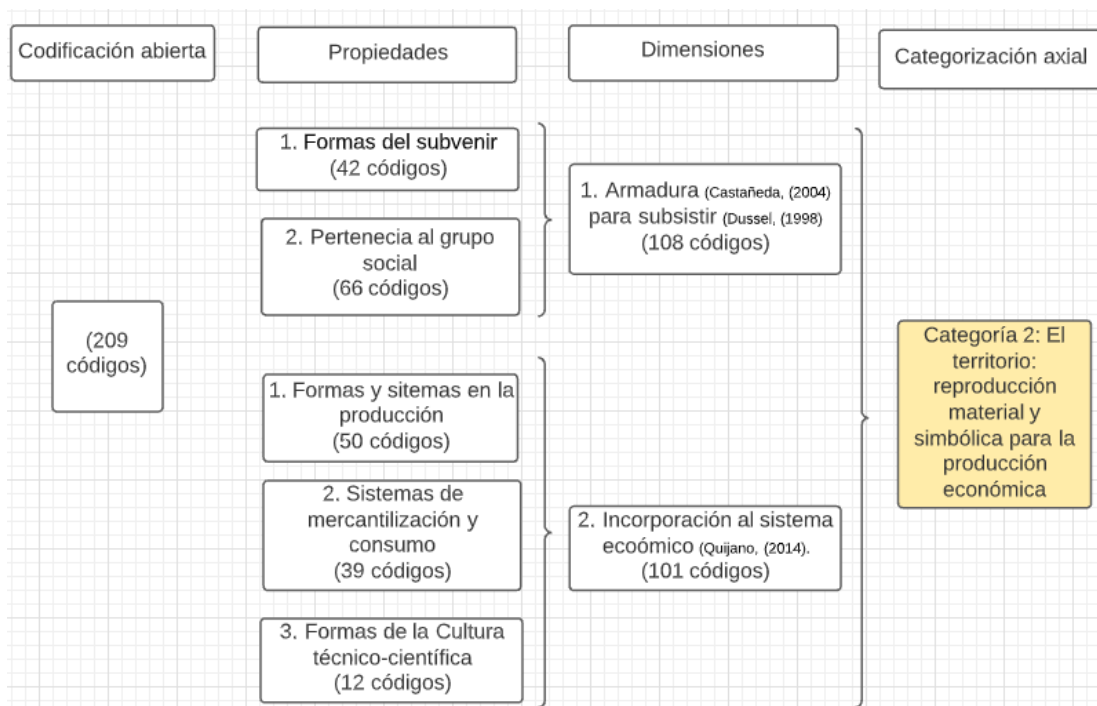 Codificación abierta
Propiedades
Dimensiones
Categorización axial
(209
códigos)
1. Formas del subvenir
(42 códigos)
2. Pertenecia al grupo
social
(66 códigos)
1. Formas y sitemas en la
producción
(50 códigos)
2. Sistemas de
mercantilización y
consumo
(39 códigos)
3. Formas de la Cultura
técnico-científica
(12 códigos)
1. Armadura (Castañeda, (2004)
para subsistir (Dussel, (1998)
(108 códigos)
2. Incorporación al sistema
ecoómico (Quijano, (2014).
(101 códigos)
Categoría 2: El
territorio:
reproducción
material y
simbólica para la
producción
económica